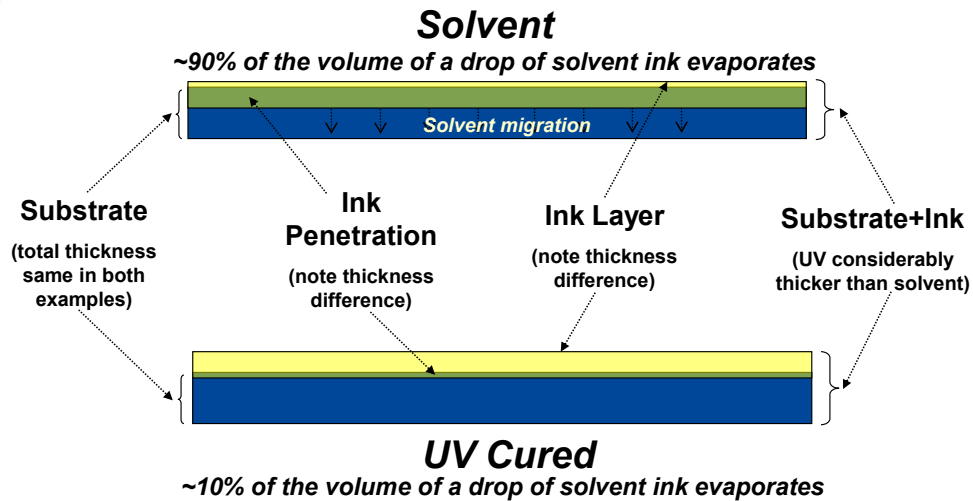 Solvent
~90% of the volume of a drop of solvent ink evaporates
Solvent migration
Substrate
(total thickness
same in both
examples)
Ink
Penetration
(note thickness
difference)
Ink Layer
(note thickness
difference)
Substrate+Ink
(UV considerably
thicker than solvent)
UV Cured
~10% of the volume of a drop of solvent ink evaporates